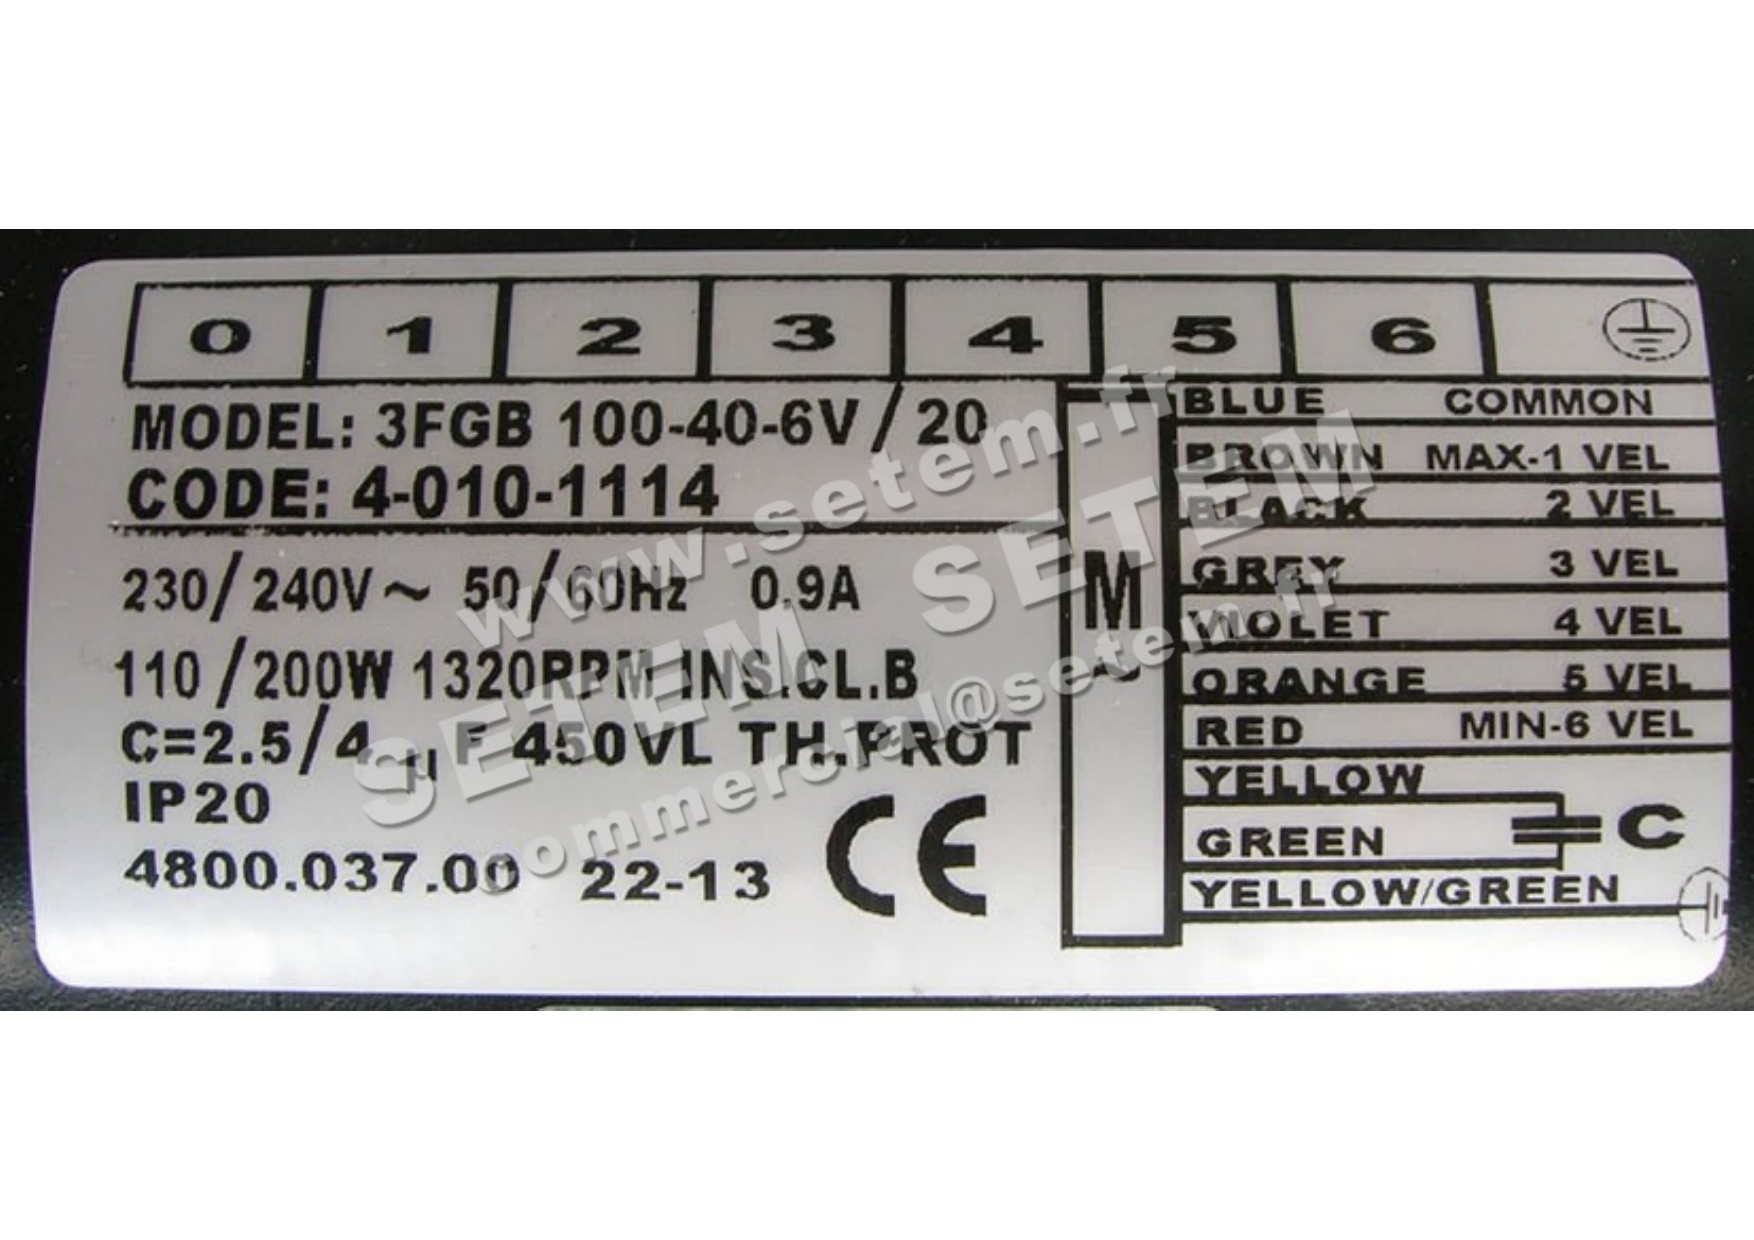 0 1 2 3 4 5 6
MODEL: 3FGB 100-40-6V/20
CODE: 4-010-1114
230/240V~ 50/60Hz 0.9A
110/200W 1320RPM INS.CL.B
C=2.5/4 µF 450VL TH.PROT
IP20
4800.037.00 22-13 CE
M
~
BLUE COMMON
BROWN MAX-1 VEL
BLACK 2 VEL
GREY 3 VEL
VIOLET 4 VEL
ORANGE 5 VEL
RED MIN-6 VEL
YELLOW
GREEN C
YELLOW/GREEN
www.setem.fr
SETEM SETEM
commercial@setem.fr